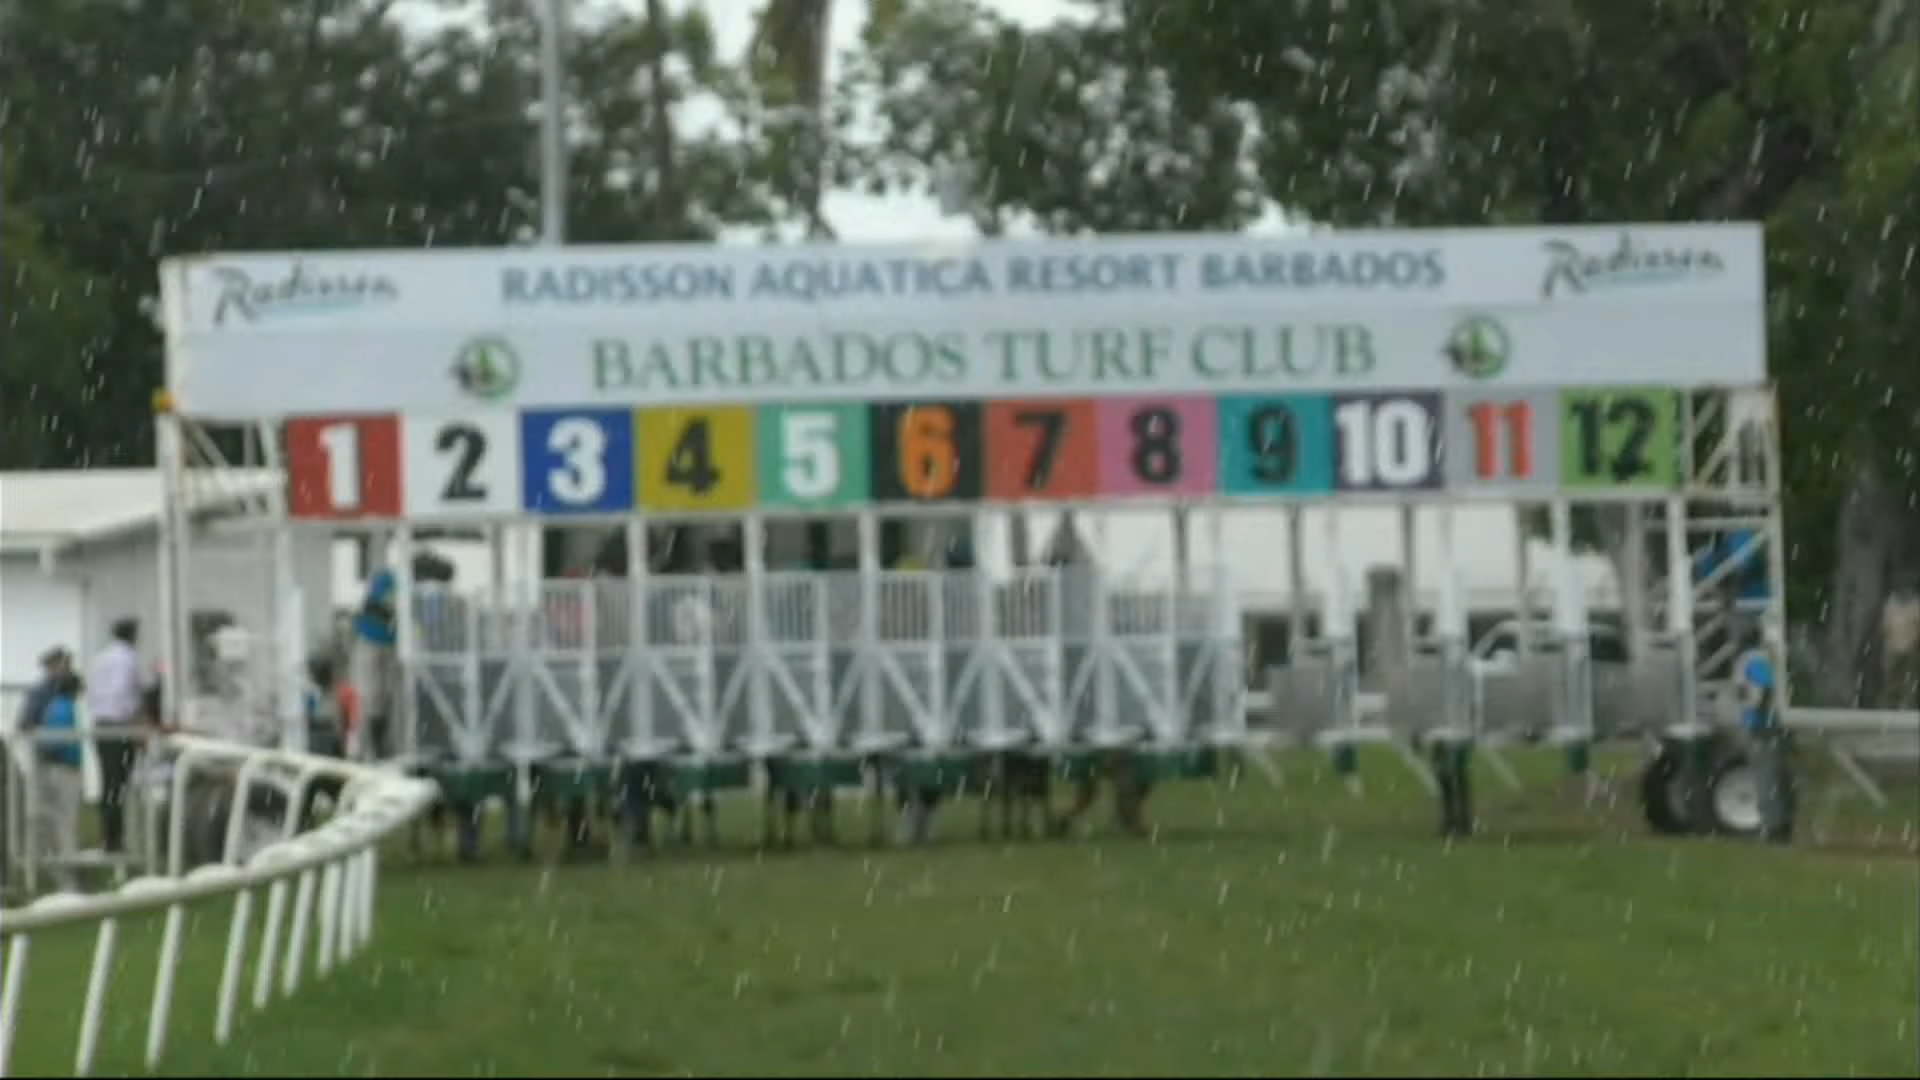 Radisson RADISSON AQUATICA RESORT BARBADOS Radisson
BARBADOS TURF CLUB
1 2 3 4 5 6 7 8 9 10 11 12